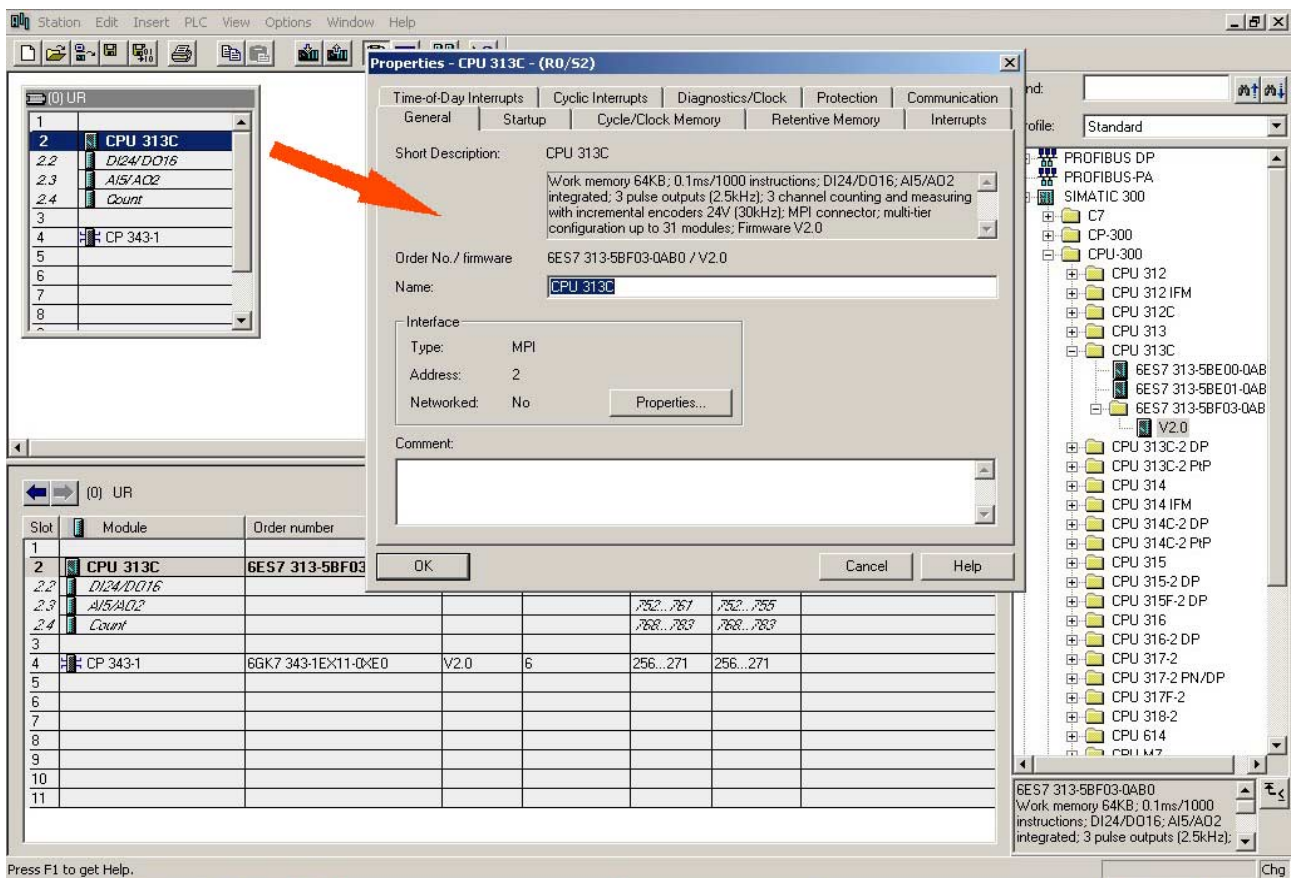 Station Edit Insert PLC View Options Window Help
(0) UR
1
2 CPU 313C
2.2 DI24/DO16
2.3 AI5/AO2
2.4 Count
3
4 CP 343-1
5
6
7
8
Properties - CPU 313C - (R0/S2)
Time-of-Day Interrupts Cyclic Interrupts Diagnostics/Clock Protection Communication
General Startup Cycle/Clock Memory Retentive Memory Interrupts
Short Description: CPU 313C
Work memory 64KB; 0.1ms/1000 instructions; DI24/DO16; AI5/AO2
integrated; 3 pulse outputs (2.5kHz); 3 channel counting and measuring
with incremental encoders 24V (30kHz); MPI connector; multi-tier
configuration up to 31 modules; Firmware V2.0
Order No./ firmware 6ES7 313-5BF03-0AB0 / V2.0
Name: CPU 313C
Interface
Type: MPI
Address: 2
Networked: No Properties...
Comment:
OK Cancel Help
Standard
PROFIBUS DP
PROFIBUS-PA
SIMATIC 300
C7
CP-300
CPU-300
CPU 312
CPU 312 IFM
CPU 312C
CPU 313
CPU 313C
6ES7 313-5BE00-0AB
6ES7 313-5BE01-0AB
6ES7 313-5BF03-0AB
V2.0
CPU 313C-2 DP
CPU 313C-2 PtP
CPU 314
CPU 314 IFM
CPU 314C-2 DP
CPU 314C-2 PtP
CPU 315
CPU 315-2 DP
CPU 315F-2 DP
CPU 316
CPU 316-2 DP
CPU 317-2
CPU 317-2 PN/DP
CPU 317F-2
CPU 318-2
CPU 614
CPU M7
6ES7 313-5BF03-0AB0
Work memory 64KB; 0.1ms/1000
instructions; DI24/DO16; AI5/AO2
integrated; 3 pulse outputs (2.5kHz);
(0) UR
Slot Module Order number
1
2 CPU 313C 6ES7 313-5BF03
2.2 DI24/DO16
2.3 AI5/AO2 752...761 752...755
2.4 Count 768...783 768...783
3
4 CP 343-1 6GK7 343-1EX11-0XE0 V2.0 6 256...271 256...271
5
6
7
8
9
10
11
Press F1 to get Help. Chg